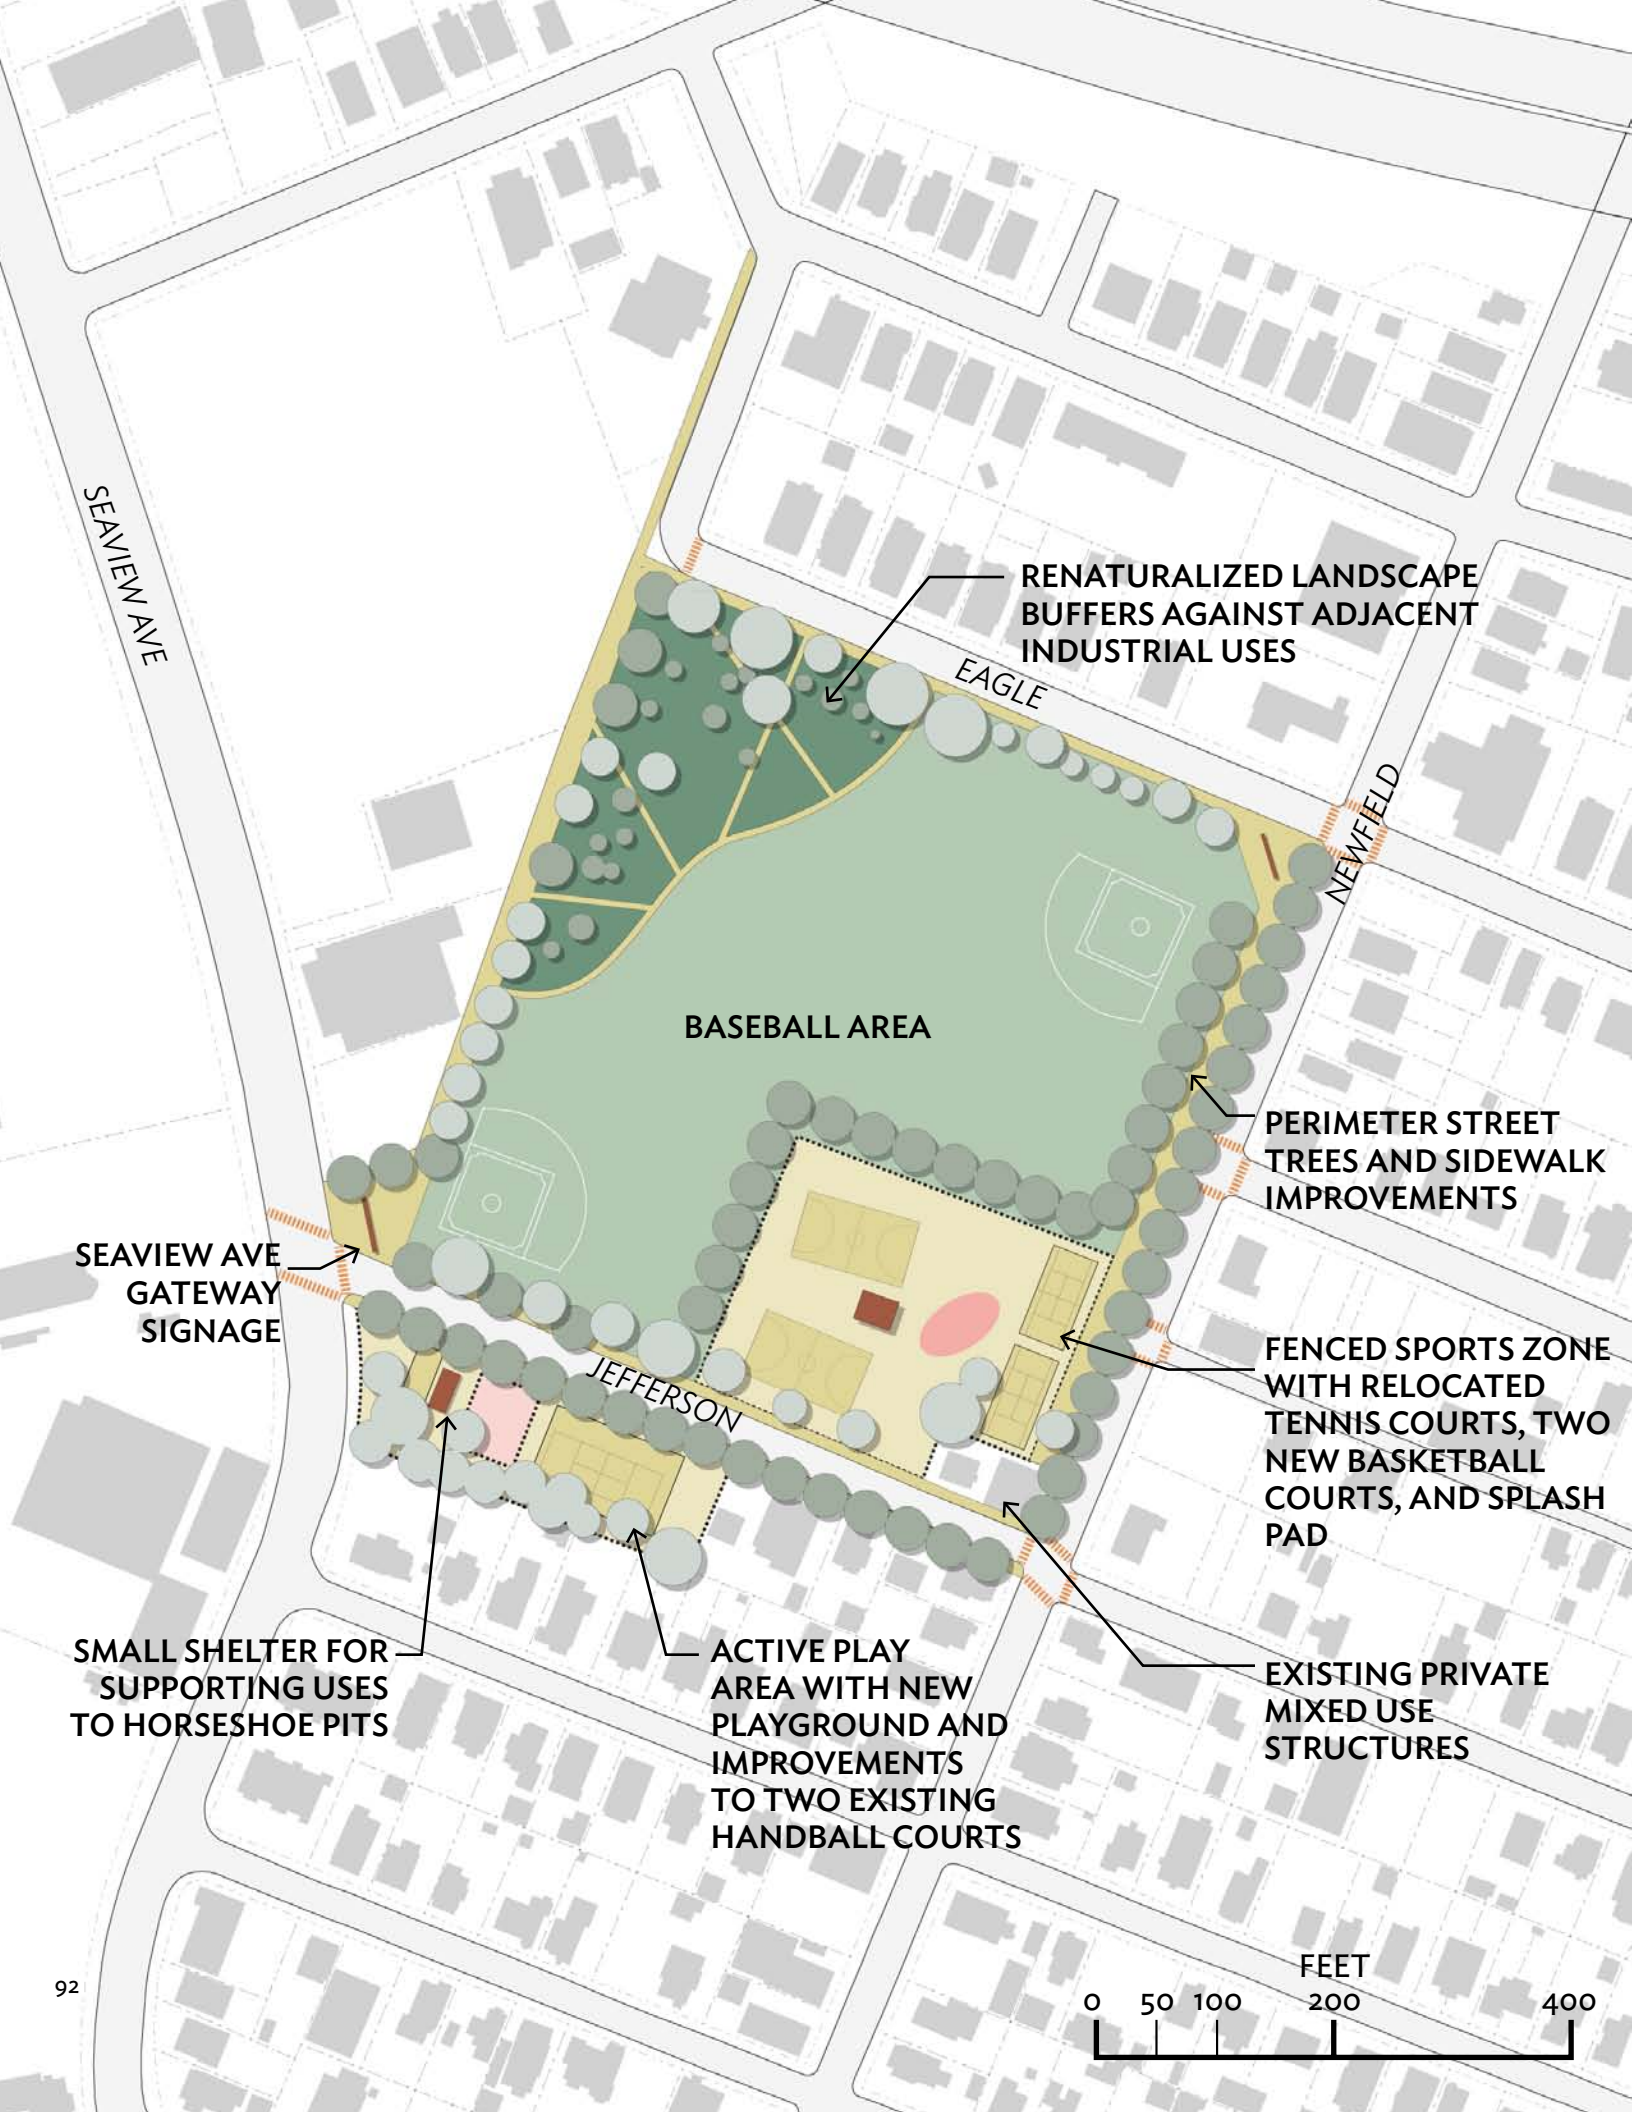 SEAVIEW AVE
RENATURALIZED LANDSCAPE
BUFFERS AGAINST ADJACENT
INDUSTRIAL USES
EAGLE
NEWFIELD
BASEBALL AREA
PERIMETER STREET
TREES AND SIDEWALK
IMPROVEMENTS
SEAVIEW AVE
GATEWAY
SIGNAGE
JEFFERSON
FENCED SPORTS ZONE
WITH RELOCATED
TENNIS COURTS, TWO
NEW BASKETBALL
COURTS, AND SPLASH
PAD
SMALL SHELTER FOR
SUPPORTING USES
TO HORSESHOE PITS
ACTIVE PLAY
AREA WITH NEW
PLAYGROUND AND
IMPROVEMENTS
TO TWO EXISTING
HANDBALL COURTS
EXISTING PRIVATE
MIXED USE
STRUCTURES
FEET
0 50 100 200 400
92